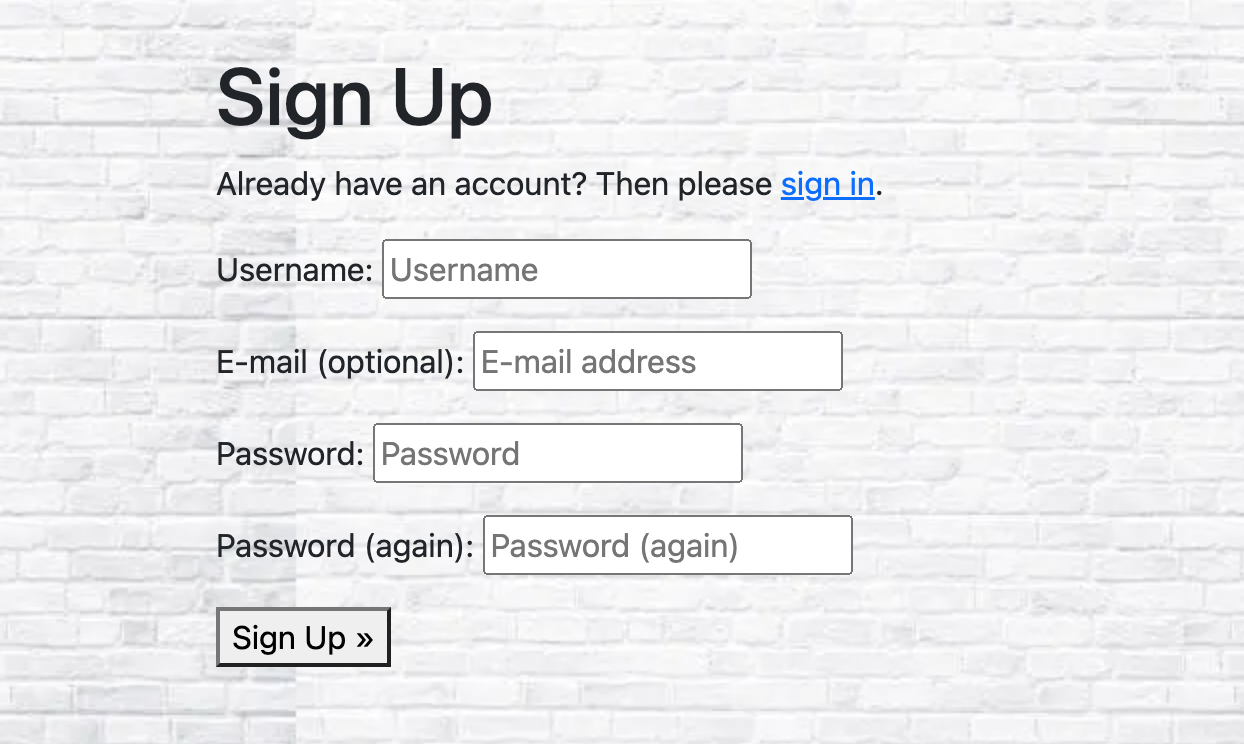 Sign Up
Already have an account? Then please sign in.
Username: Username
E-mail (optional): E-mail address
Password: Password
Password (again): Password (again)
Sign Up »